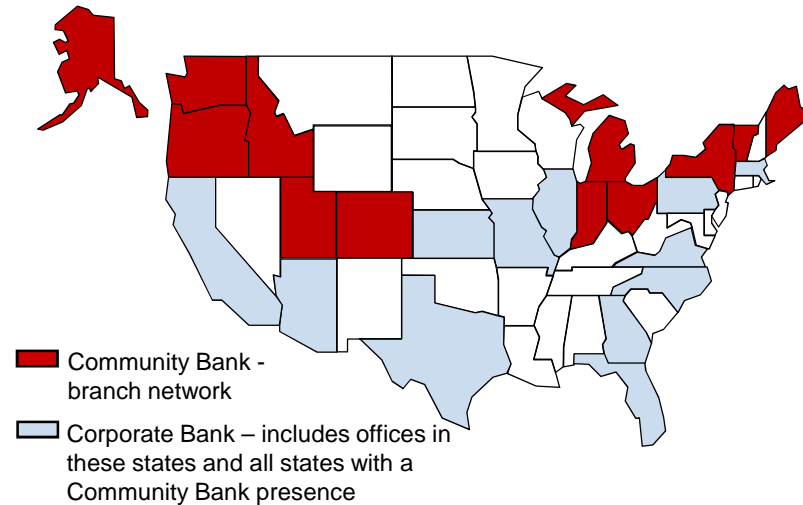 Community Bank -
branch network
Corporate Bank – includes offices in
these states and all states with a
Community Bank presence